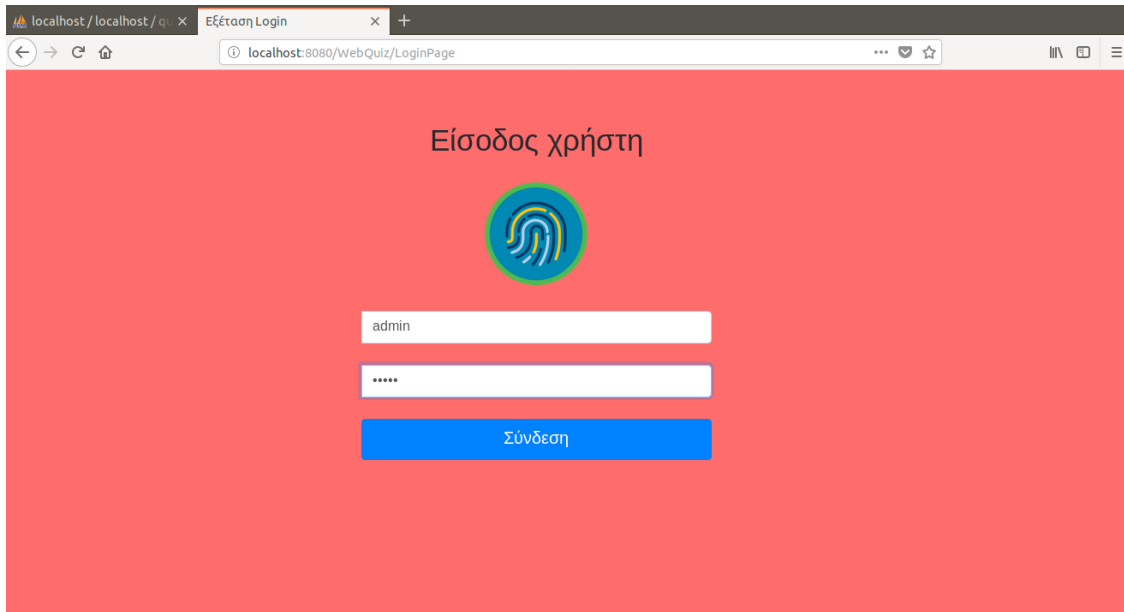 localhost / localhost / qu
Εξέταση Login
localhost:8080/WebQuiz/LoginPage
Είσοδος χρήστη
admin
•••••
Σύνδεση